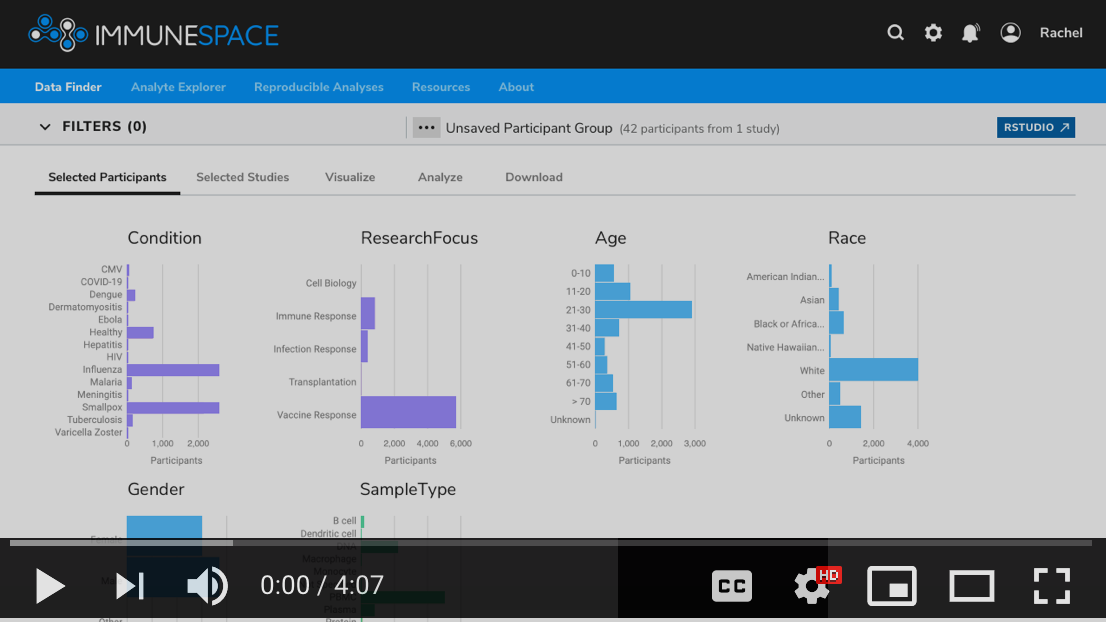 IMMUNESPACE
Rachel
Data Finder Analyte Explorer Reproducible Analyses Resources About
FILTERS (0) ••• Unsaved Participant Group (42 participants from 1 study) RSTUDIO
Selected Participants Selected Studies Visualize Analyze Download
Condition
CMV
COVID-19
Dengue
Dermatomyositis
Ebola
Healthy
Hepatitis
HIV
Influenza
Malaria
Meningitis
Smallpox
Tuberculosis
Varicella Zoster
0 1,000 2,000
Participants
ResearchFocus
Cell Biology
Immune Response
Infection Response
Transplantation
Vaccine Response
0 2,000 4,000 6,000
Participants
Age
0-10
11-20
21-30
31-40
41-50
51-60
61-70
> 70
Unknown
0 1,000 2,000 3,000
Participants
Race
American Indian...
Asian
Black or Africa...
Native Hawaiian...
White
Other
Unknown
0 2,000 4,000
Participants
Gender
Female
Other
SampleType
B cell
Dendritic cell
DNA
Macrophage
Monocyte
Plasma
Protein
0:00 / 4:07
CC
HD